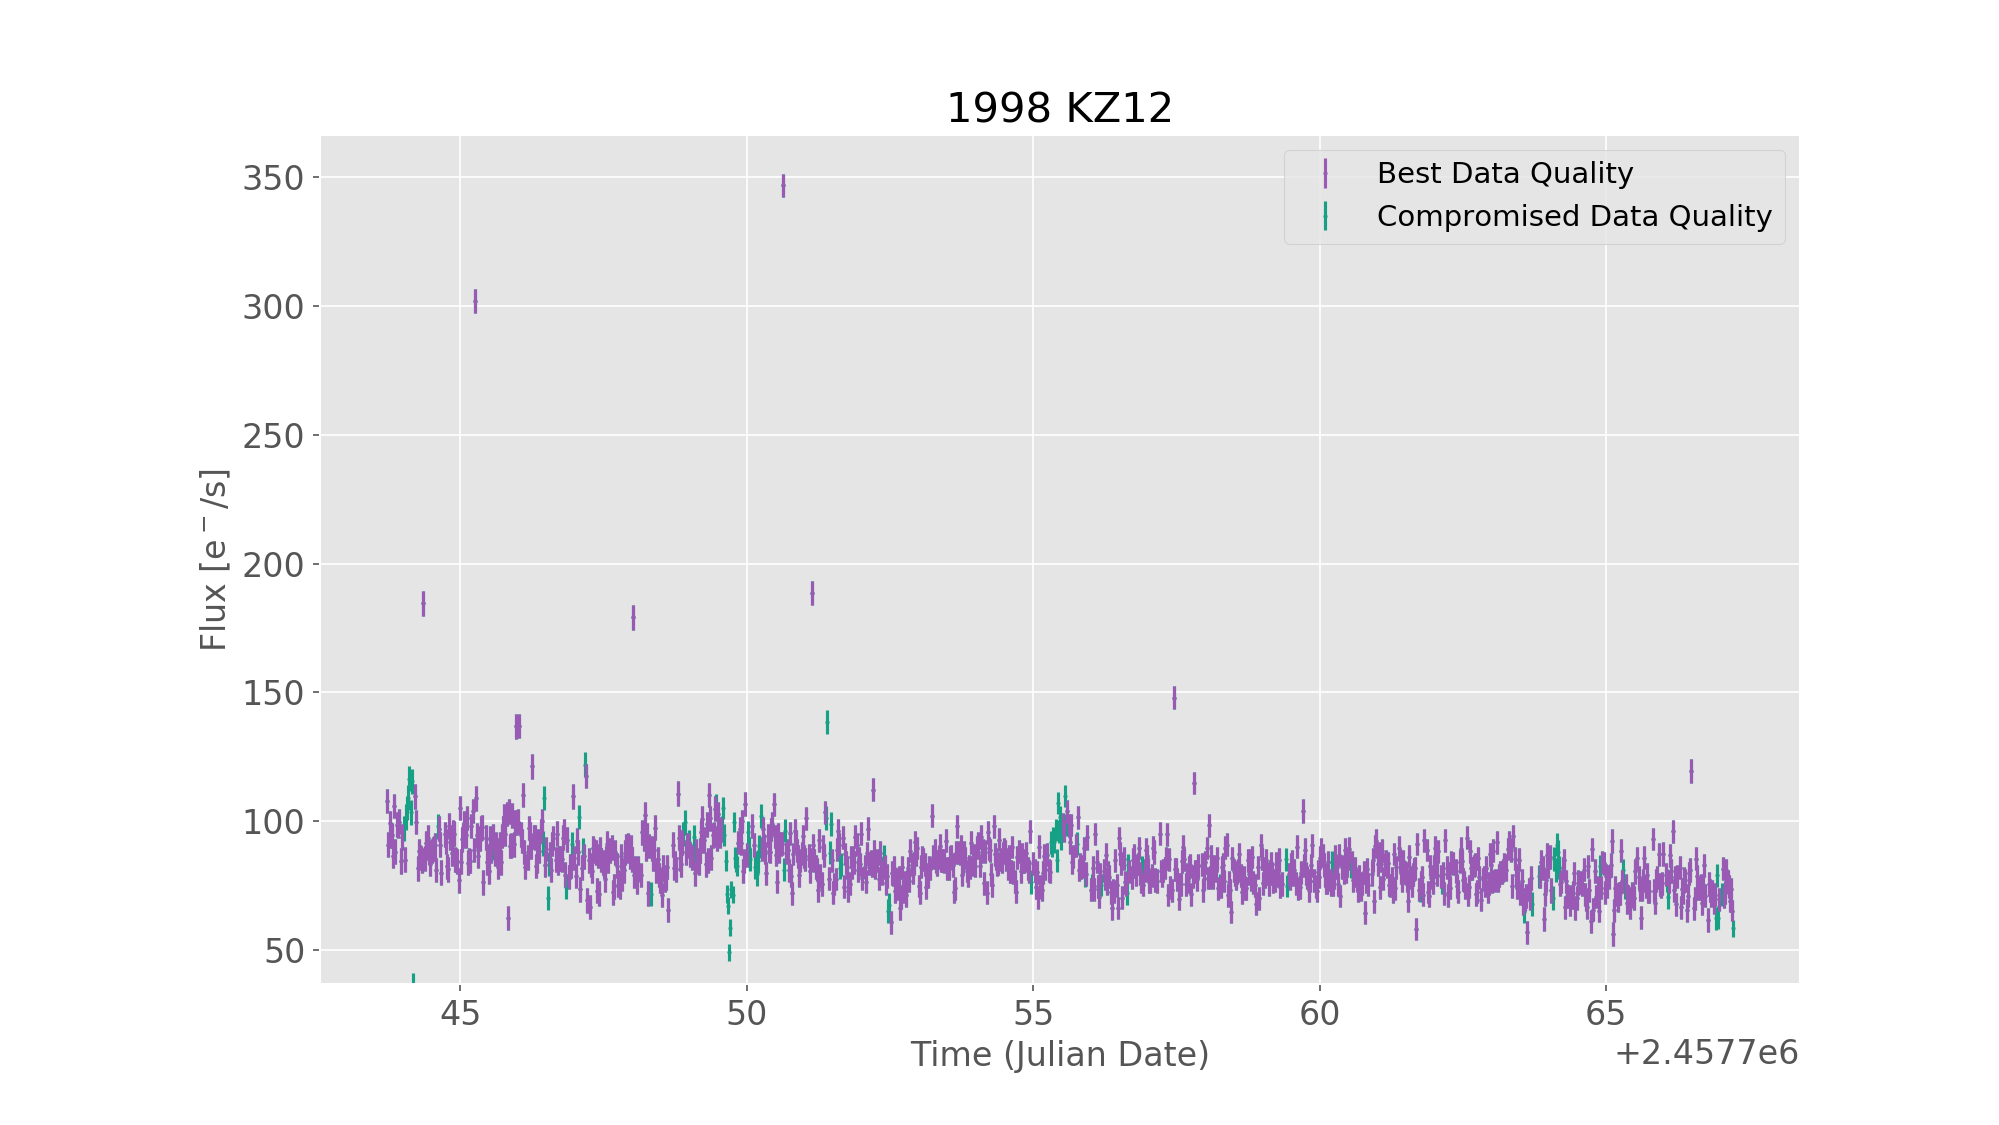 1998 KZ12
Best Data Quality
Compromised Data Quality
350
300
250
200
150
100
50
Flux [e⁻/s]
45 50 55 60 65
Time (Julian Date)
+2.4577e6